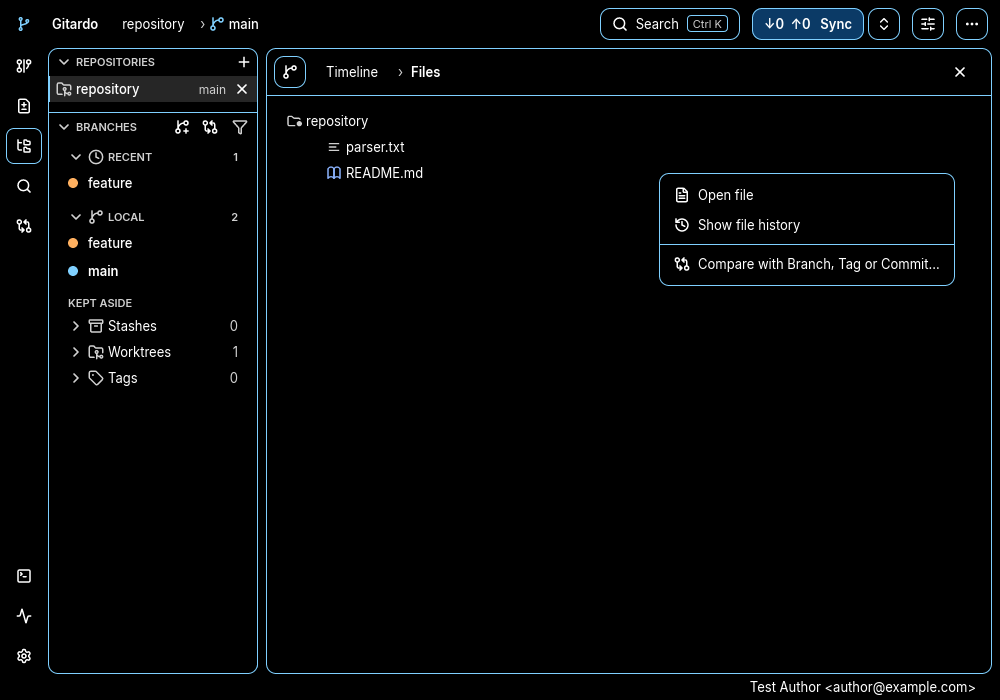 Gitardo repository › main Search Ctrl K ↓0 ↑0 Sync
REPOSITORIES
repository main
BRANCHES
RECENT 1
feature
LOCAL 2
feature
main
KEPT ASIDE
Stashes 0
Worktrees 1
Tags 0
Timeline › Files
repository
parser.txt
README.md
Open file
Show file history
Compare with Branch, Tag or Commit...
Test Author <author@example.com>